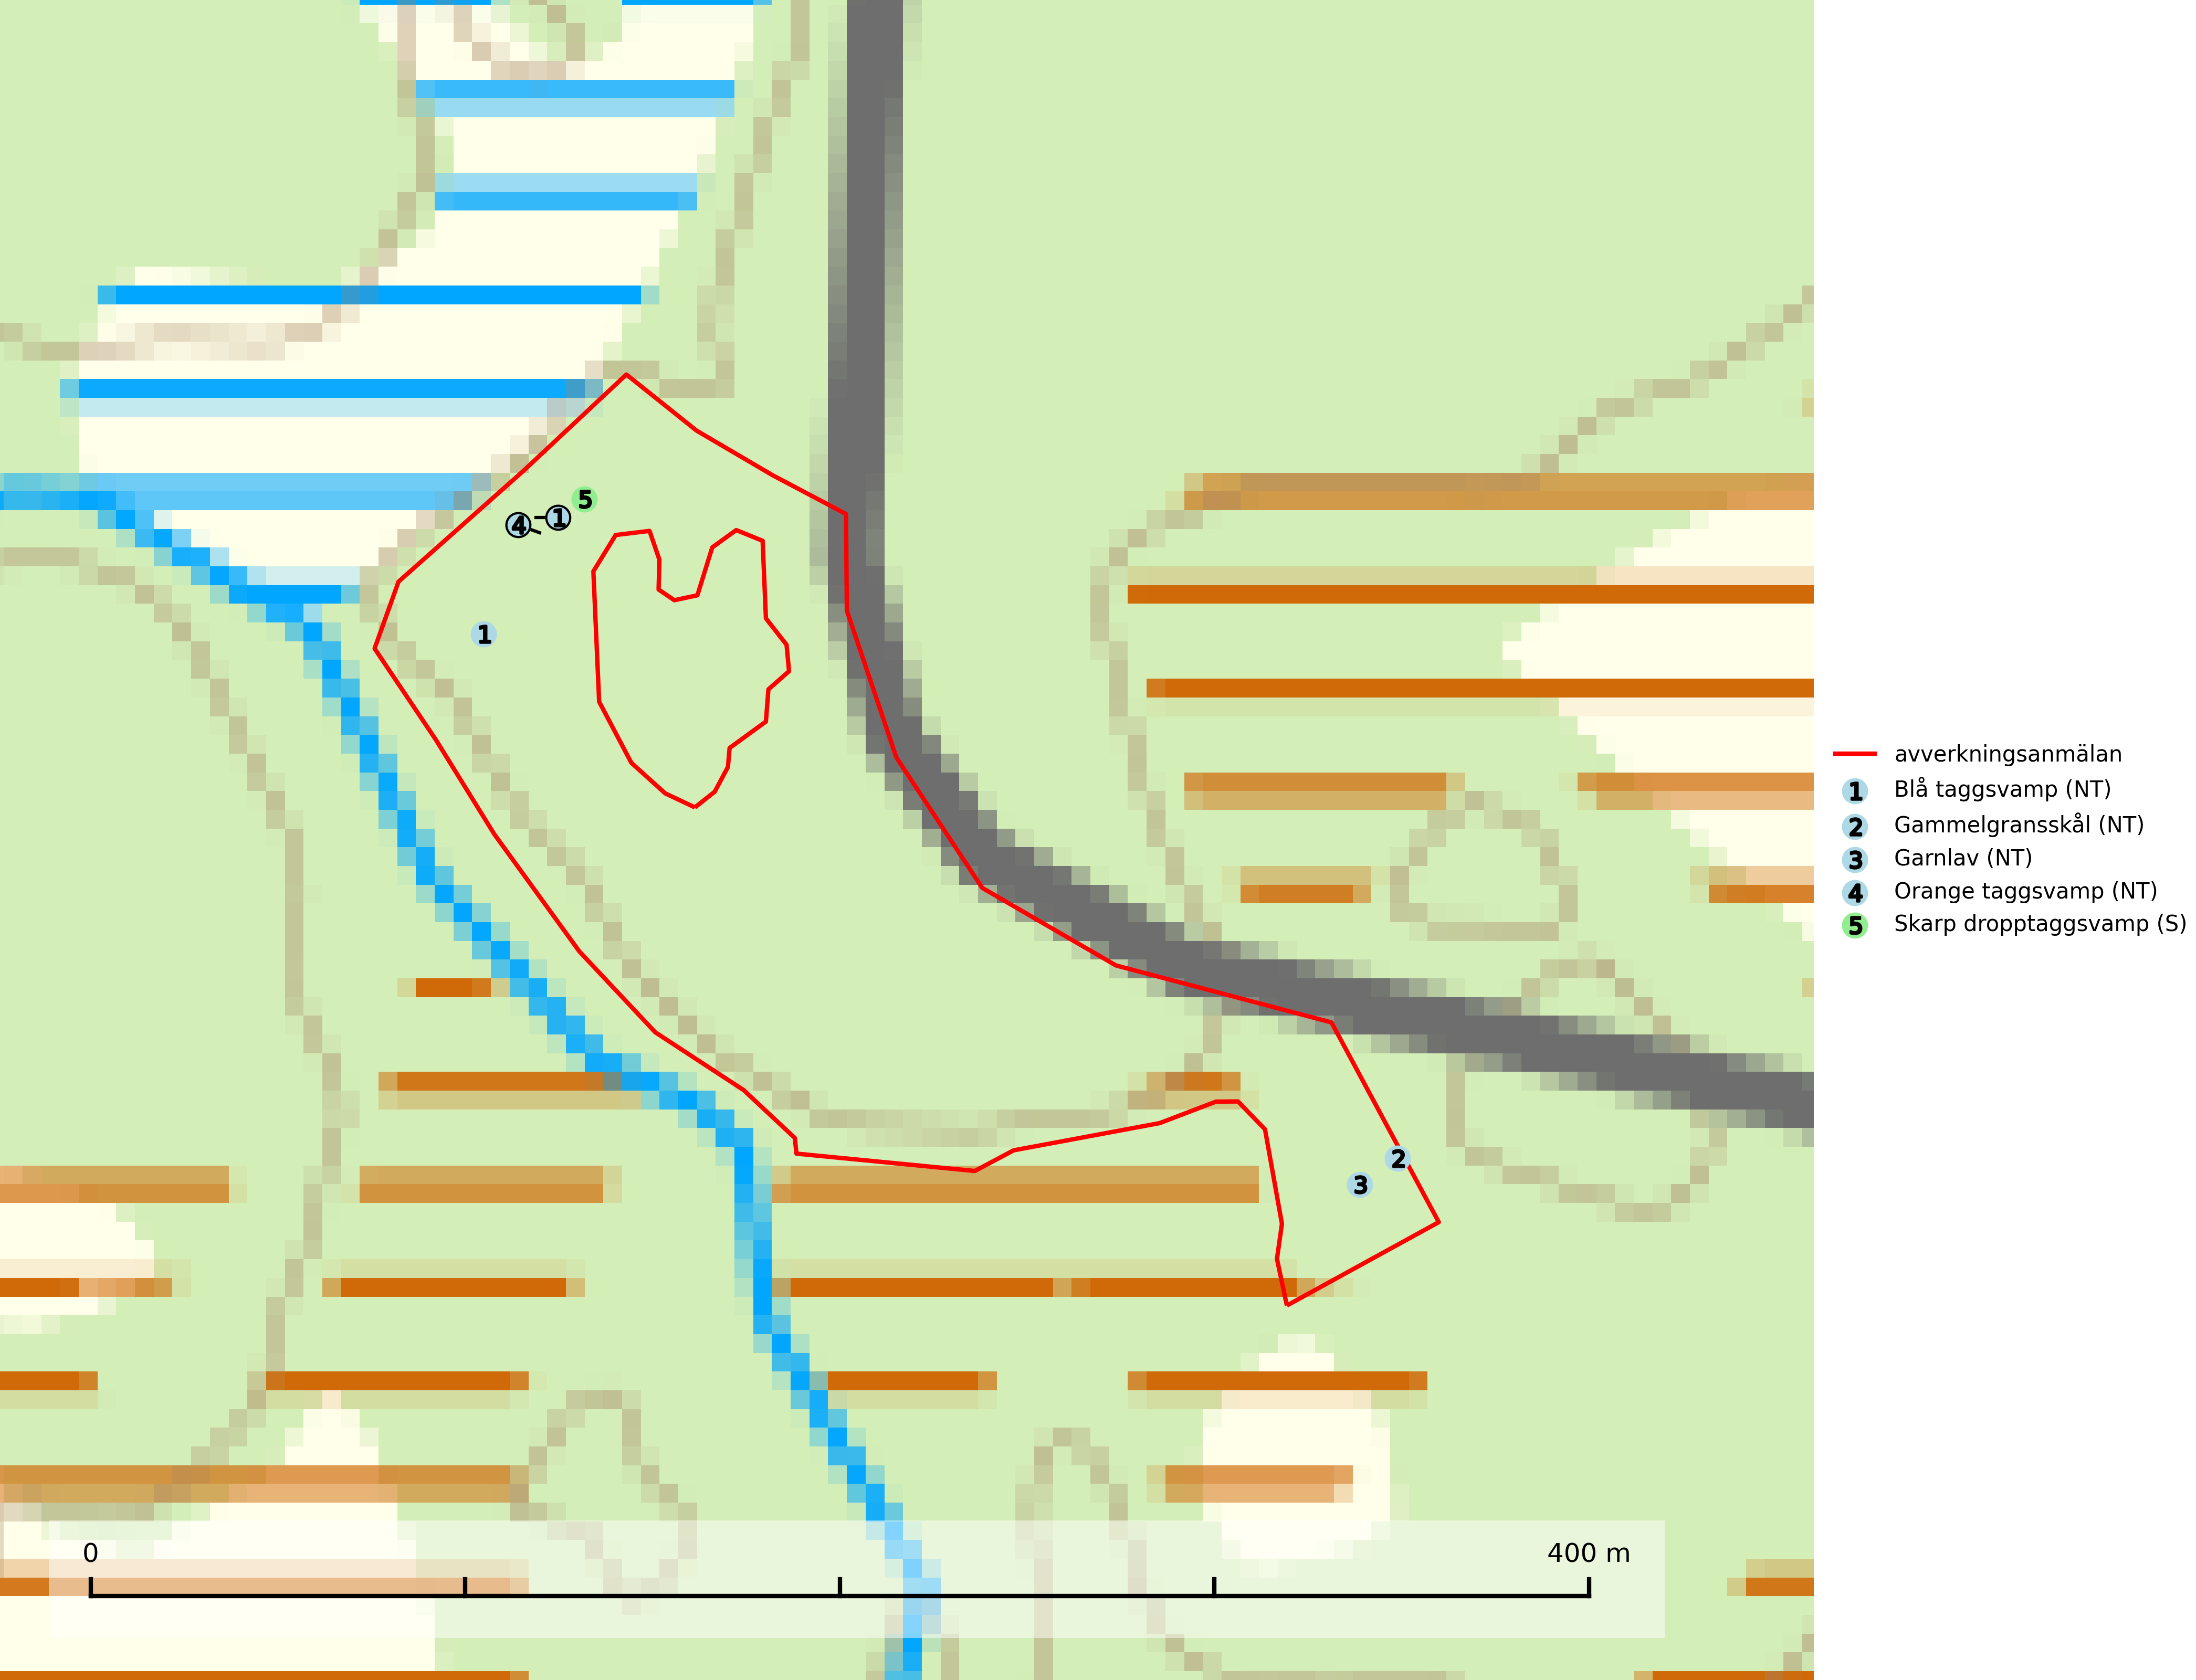 5
4 1
1
2
3
avverkningsanmälan
1 Blå taggsvamp (NT)
2 Gammelgransskål (NT)
3 Garnlav (NT)
4 Orange taggsvamp (NT)
5 Skarp dropptaggsvamp (S)
0 400 m